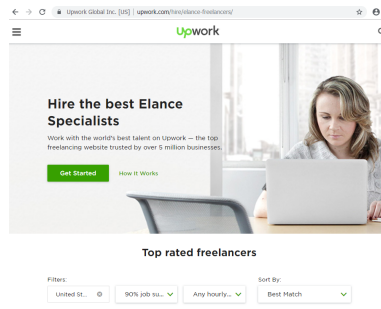 Upwork Global Inc. [US] | upwork.com/hire/elance-freelancers/
Upwork
Hire the best Elance
Specialists
Work with the world's best talent on Upwork — the top
freelancing website trusted by over 5 million businesses.
Get Started How It Works
Top rated freelancers
Filters: Sort By:
United St... 90% job su... Any hourly... Best Match